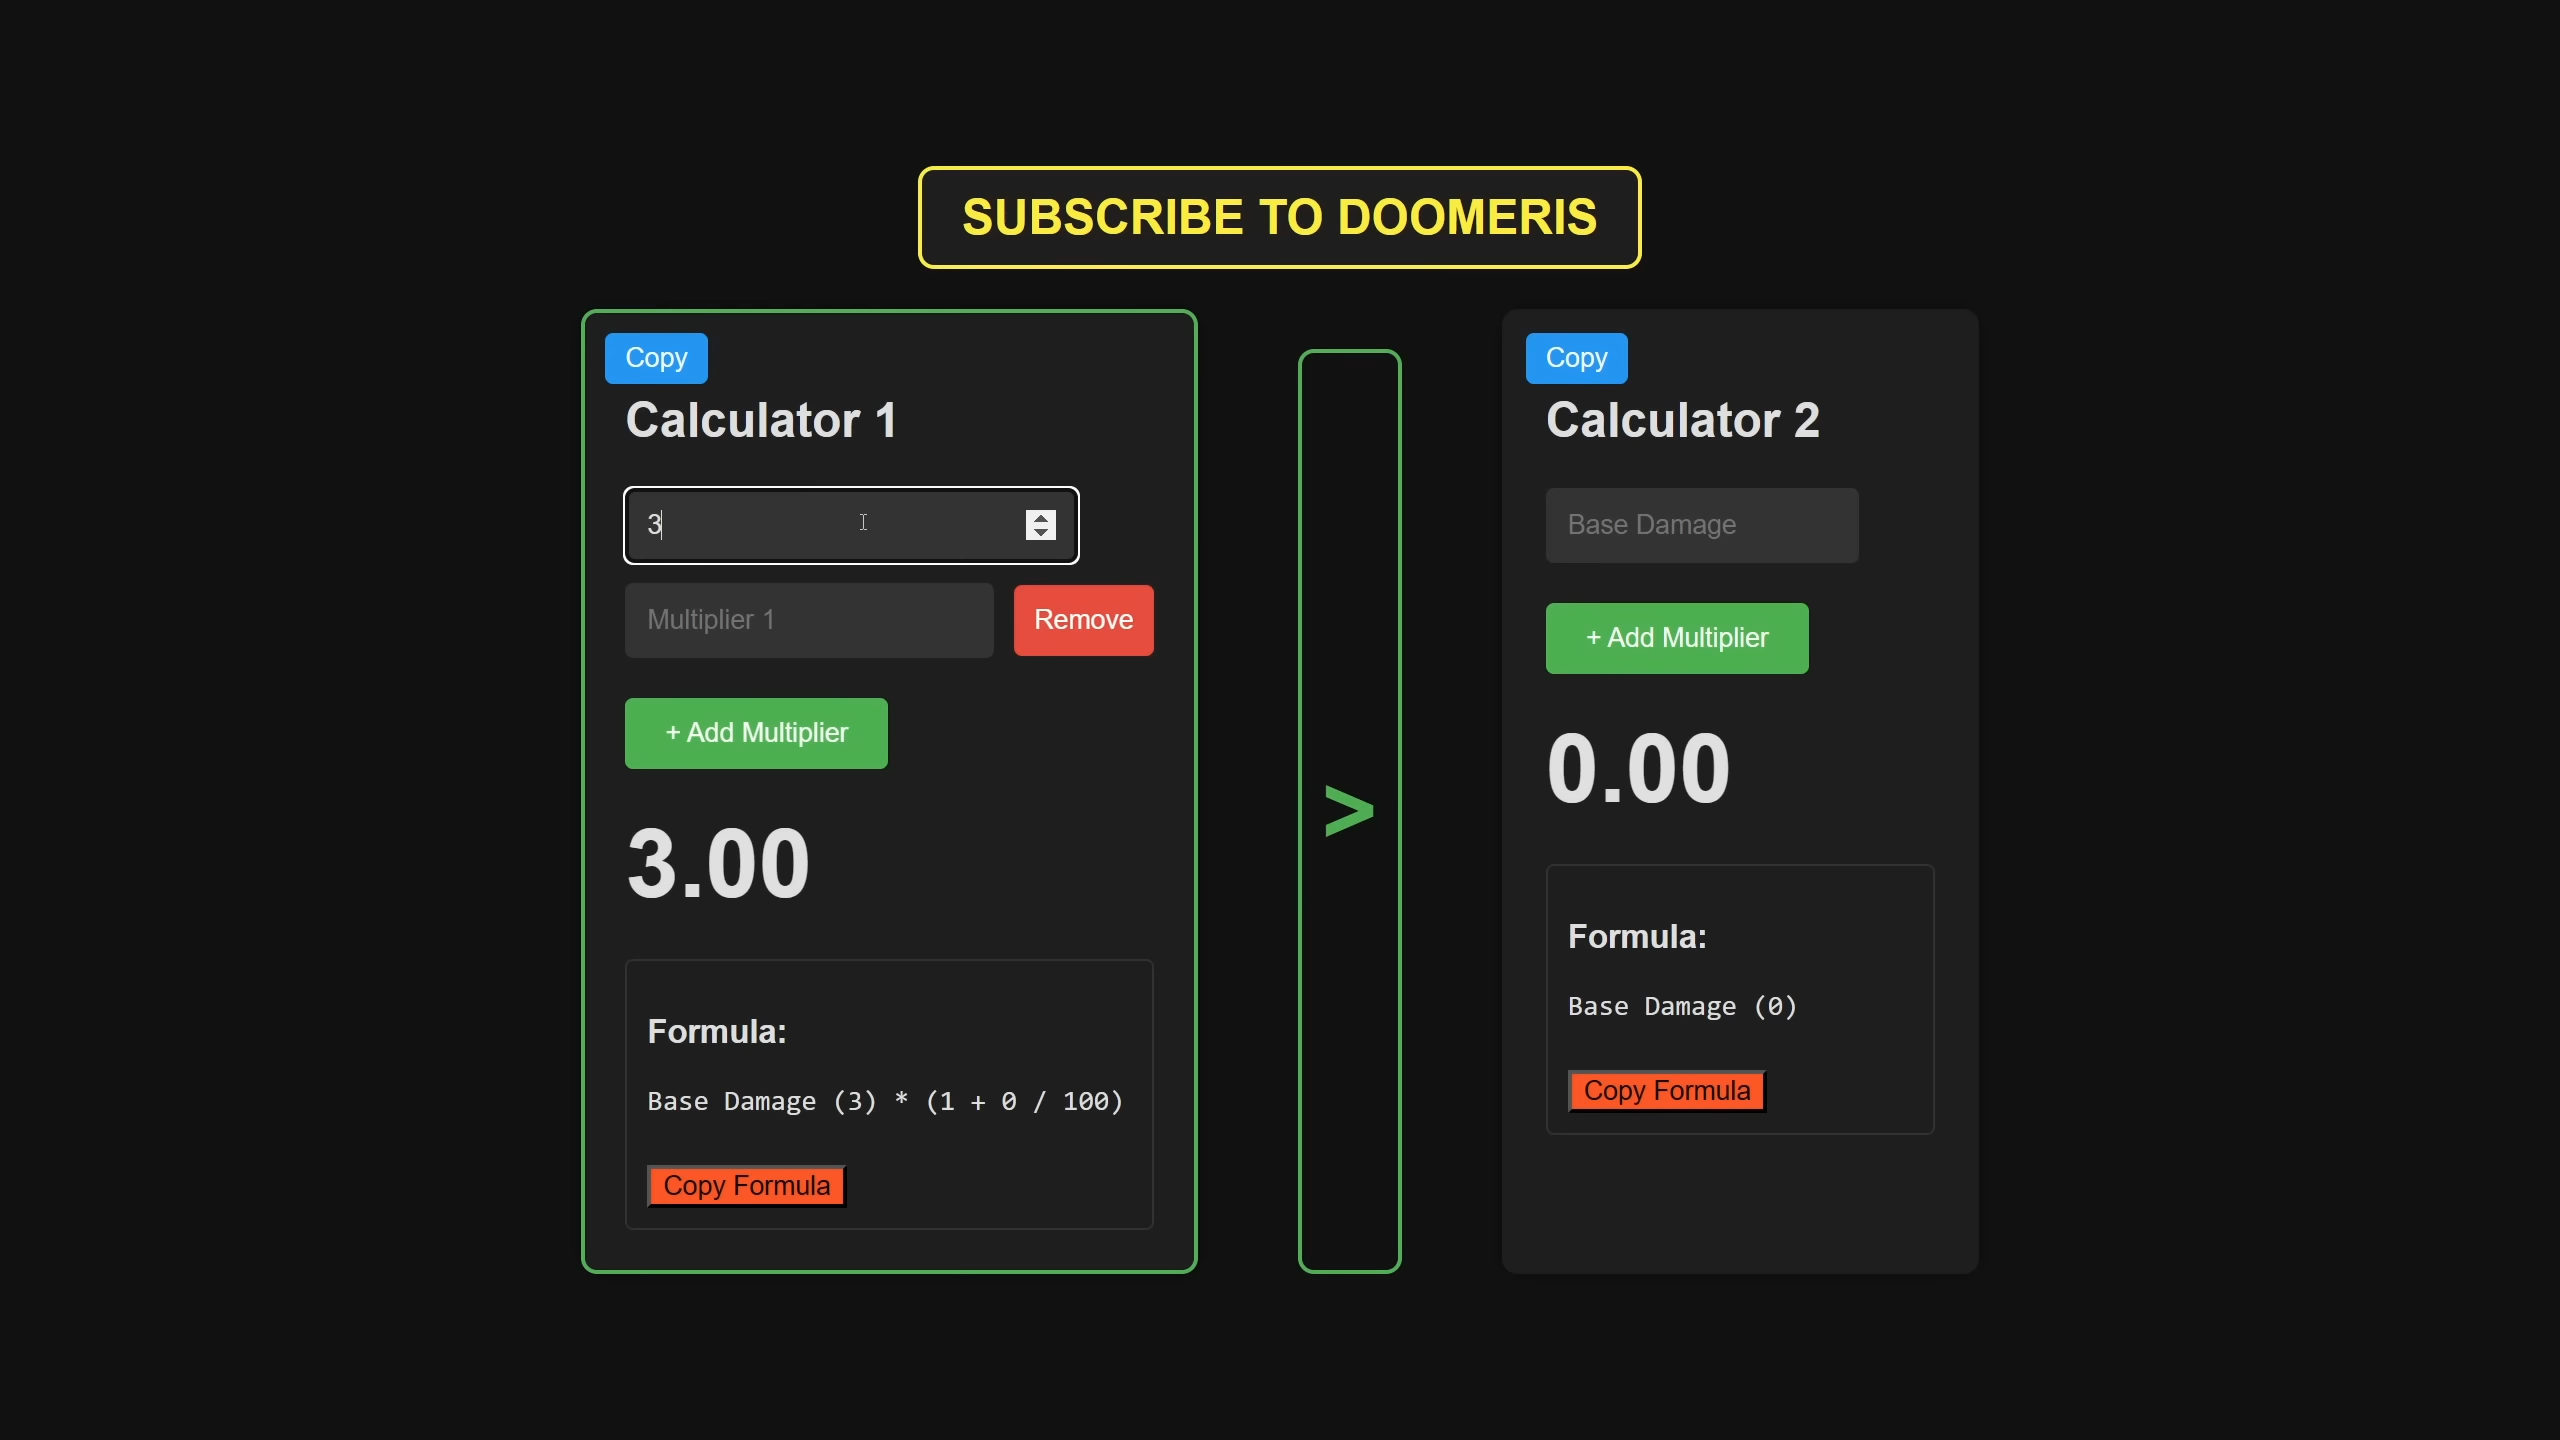 SUBSCRIBE TO DOOMERIS
Copy
Calculator 1
3
Multiplier 1
Remove
+ Add Multiplier
3.00
Formula:
Base Damage (3) * (1 + 0 / 100)
Copy Formula
>
Copy
Calculator 2
Base Damage
+ Add Multiplier
0.00
Formula:
Base Damage (0)
Copy Formula